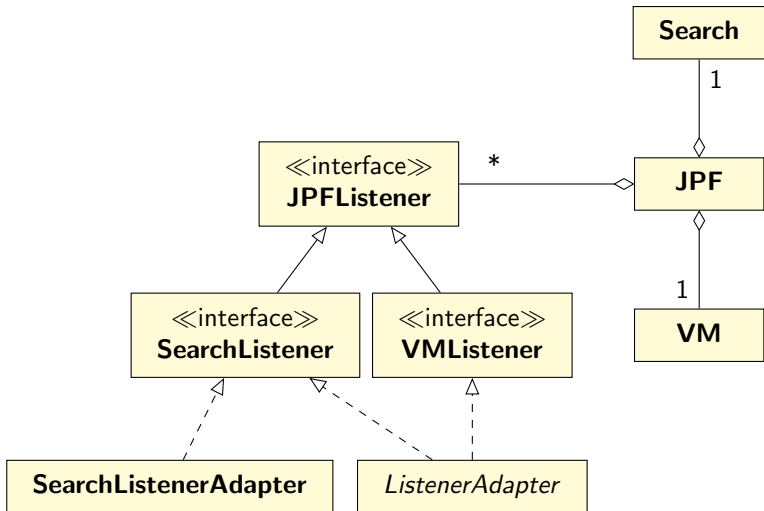 Search
1
≪interface≫
JPFListener
*
JPF
≪interface≫
SearchListener
≪interface≫
VMListener
1
VM
SearchListenerAdapter
ListenerAdapter